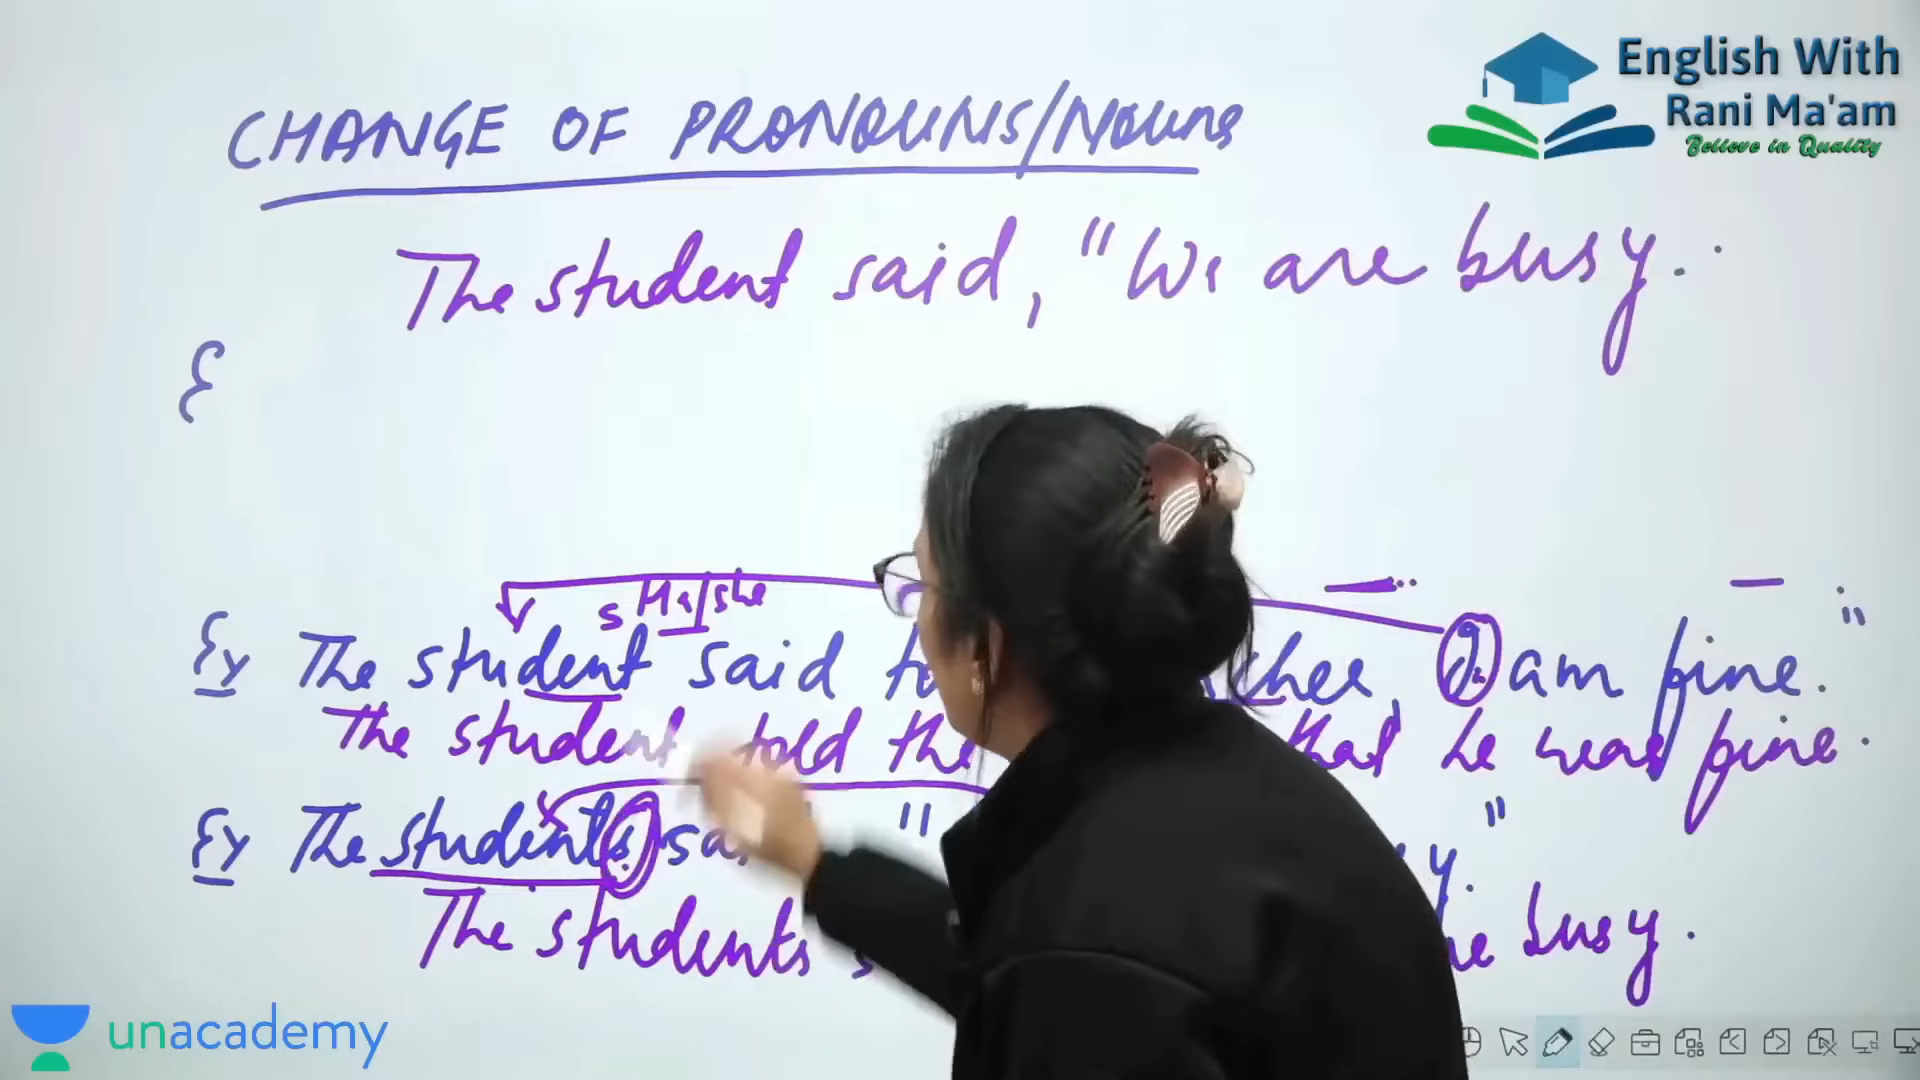 English With
Rani Ma'am
Believe in Quality
CHANGE OF PRONOUNS/Nouns
The student said, "We are busy.
S He/she
Ex The student said am fine."
The student told the that he was fine.
Ex The students " "
The students busy.
unacademy